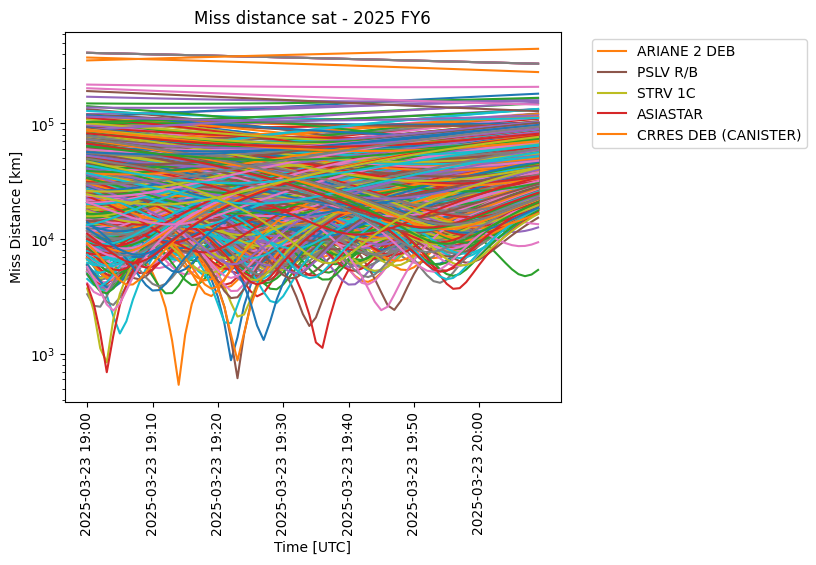 Miss distance sat - 2025 FY6
Miss Distance [km]
10^5
10^4
10^3
2025-03-23 19:00
2025-03-23 19:10
2025-03-23 19:20
2025-03-23 19:30
2025-03-23 19:40
2025-03-23 19:50
2025-03-23 20:00
Time [UTC]
ARIANE 2 DEB
PSLV R/B
STRV 1C
ASIASTAR
CRRES DEB (CANISTER)